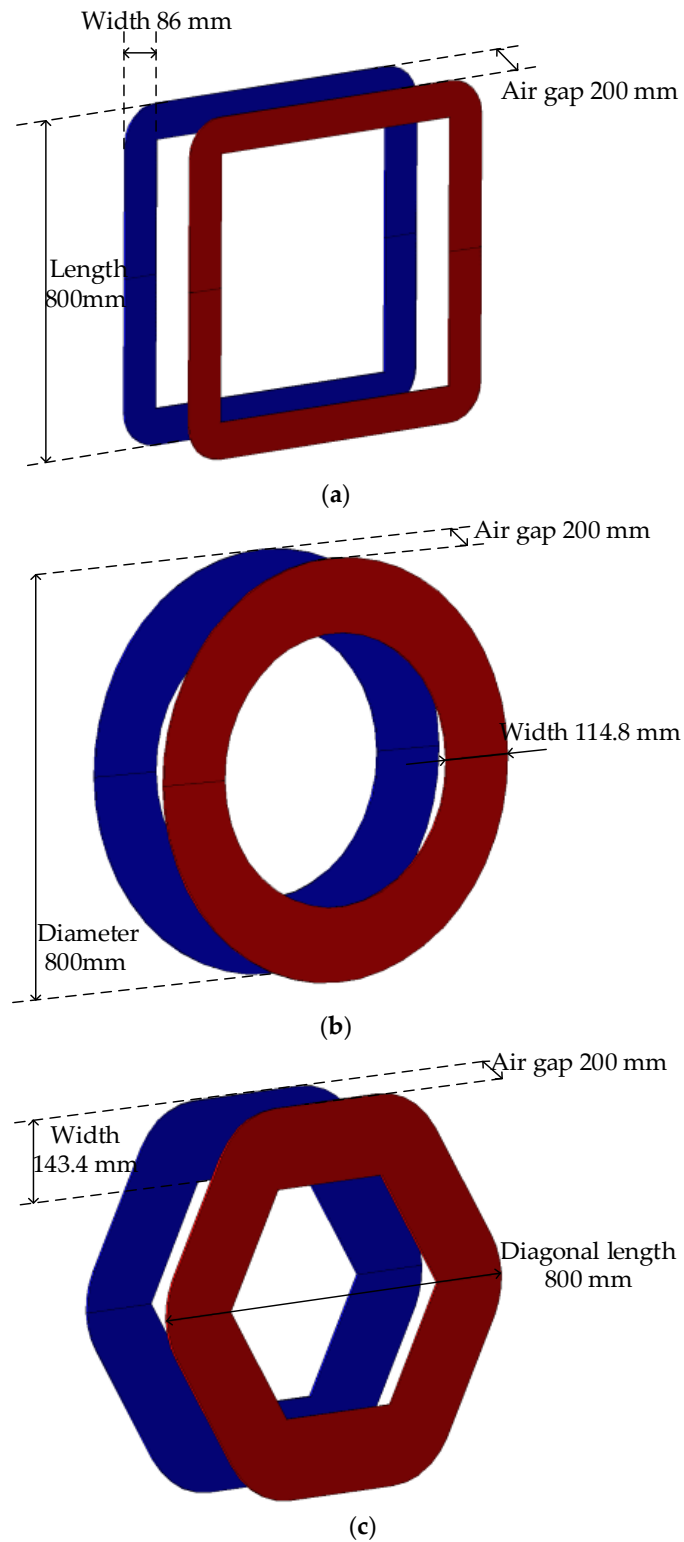 Width 86 mm
Air gap 200 mm
Length
800mm
(a)
Air gap 200 mm
Width 114.8 mm
Diameter
800mm
(b)
Air gap 200 mm
Width
143.4 mm
Diagonal length
800 mm
(c)